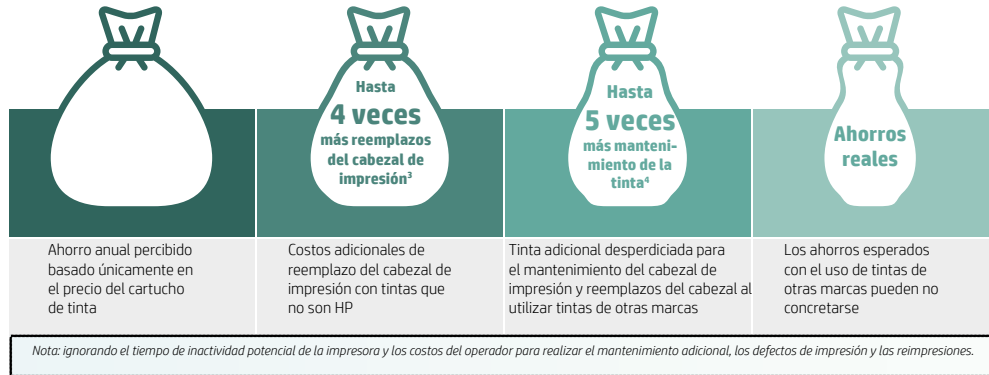 Hasta
4 veces
más reemplazos
del cabezal de
impresión³
Hasta
5 veces
más manteni-
miento de la
tinta⁴
Ahorros
reales
Ahorro anual percibido
basado únicamente en
el precio del cartucho
de tinta
Costos adicionales de
reemplazo del cabezal de
impresión con tintas que
no son HP
Tinta adicional desperdiciada para
el mantenimiento del cabezal de
impresión y reemplazos del cabezal al
utilizar tintas de otras marcas
Los ahorros esperados
con el uso de tintas de
otras marcas pueden no
concretarse
Nota: ignorando el tiempo de inactividad potencial de la impresora y los costos del operador para realizar el mantenimiento adicional, los defectos de impresión y las reimpresiones.